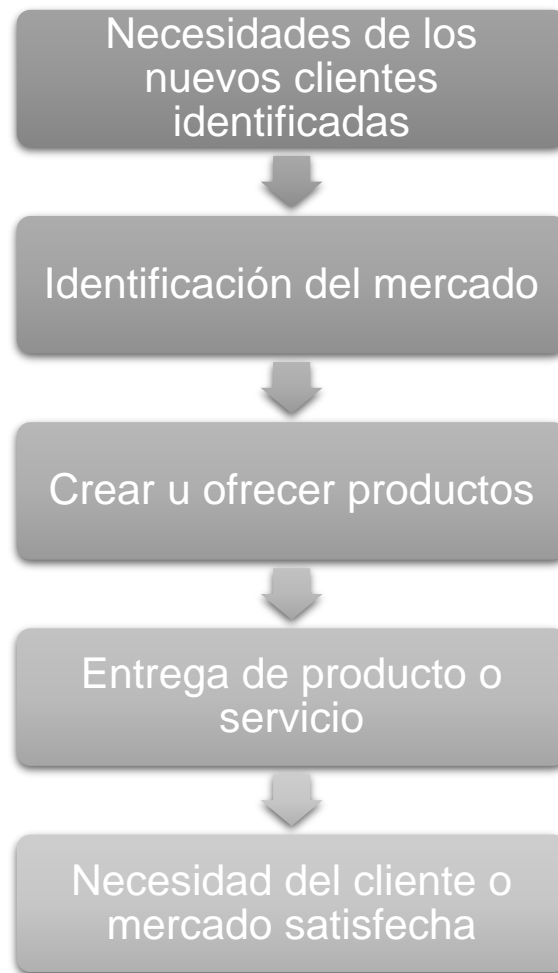 Necesidades de los
nuevos clientes
identificadas
Identificación del mercado
Crear u ofrecer productos
Entrega de producto o
servicio
Necesidad del cliente o
mercado satisfecha